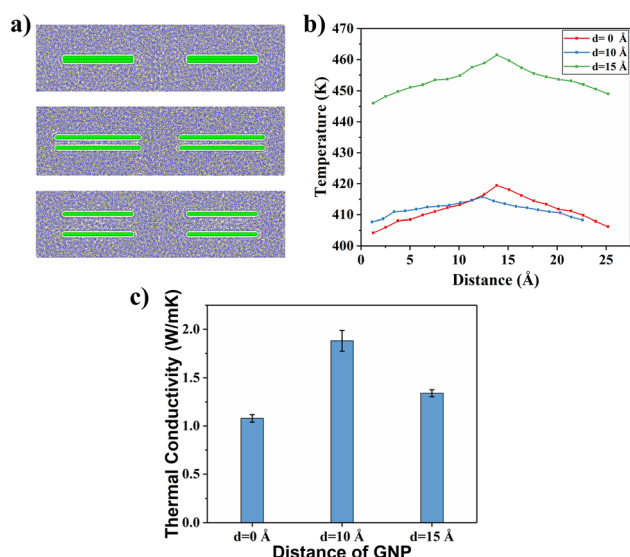 a)
b)
Temperature (K)
470
460
450
440
430
420
410
400
d= 0 Å
d=10 Å
d=15 Å
0
5
10
15
20
25
Distance (Å)
c)
Thermal Conductivity (W/mK)
2.0
1.5
1.0
0.5
0.0
d=0 Å
d=10 Å
d=15 Å
Distance of GNP